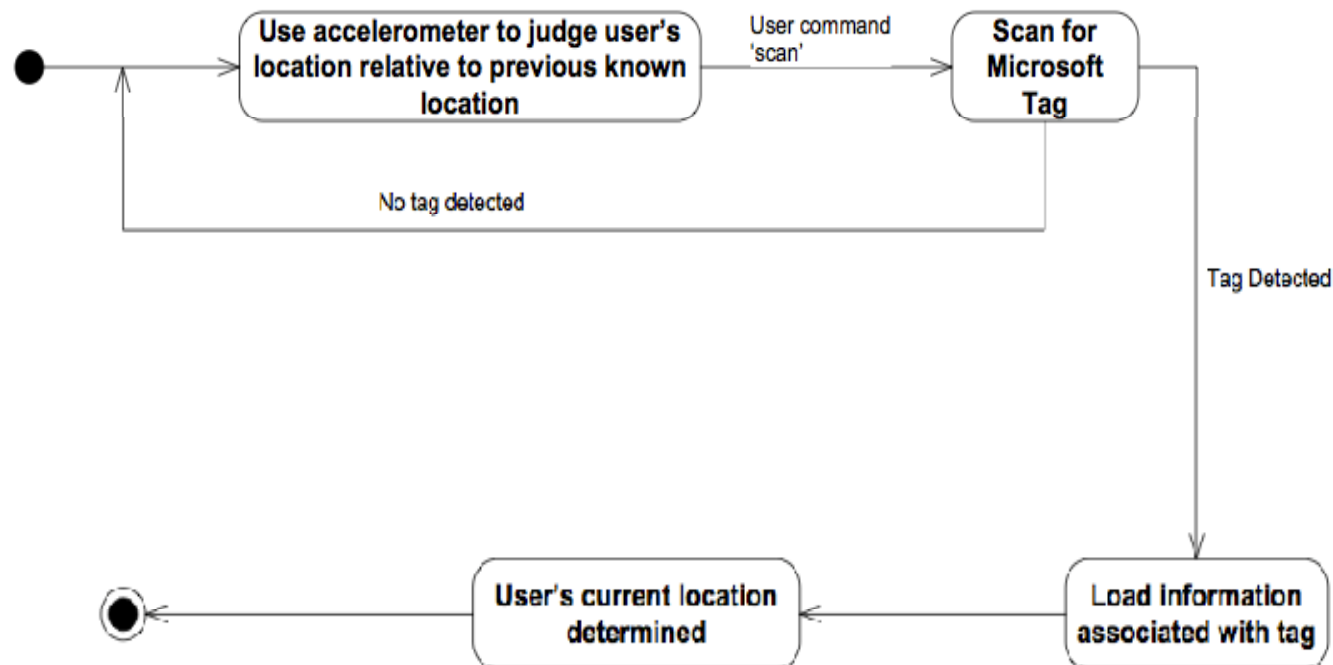 Use accelerometer to judge user's
location relative to previous known
location
User command
‘scan’
Scan for
Microsoft
Tag
No tag detected
Tag Detected
User's current location
determined
Load information
associated with tag